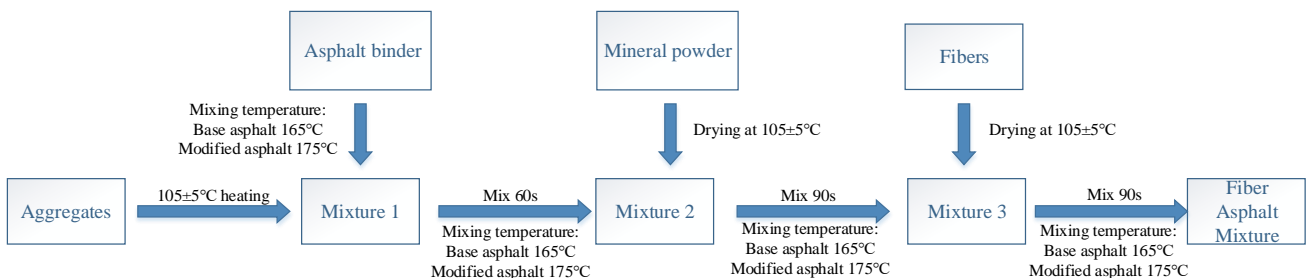 Asphalt binder
Mineral powder
Fibers
Mixing temperature:
Base asphalt 165°C
Modified asphalt 175°C
Drying at 105±5°C
Drying at 105±5°C
Aggregates
105±5°C heating
Mixture 1
Mix 60s
Mixing temperature:
Base asphalt 165°C
Modified asphalt 175°C
Mixture 2
Mix 90s
Mixing temperature:
Base asphalt 165°C
Modified asphalt 175°C
Mixture 3
Mix 90s
Mixing temperature:
Base asphalt 165°C
Modified asphalt 175°C
Fiber
Asphalt
Mixture